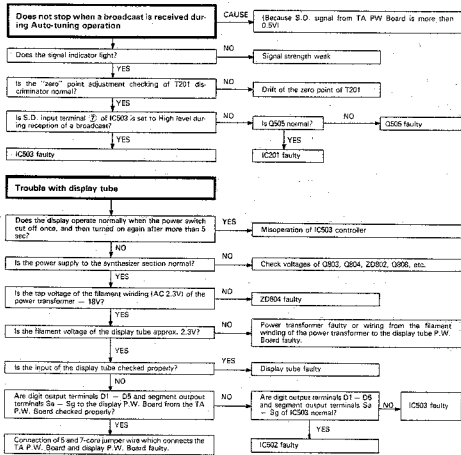 Does not stop when a broadcast is received dur-
ing Auto-tuning operation
CAUSE
(Because S.D. signal from TA PW Board is more than
0.5V)
Does the signal indicator light?
NO
Signal strength weak
YES
Is the "zero" point adjustment checking of T201 dis-
criminator normal?
NO
Drift of the zero point of T201
YES
Is S.D. input terminal ⑦ of IC503 is set to High level dur-
ing reception of a broadcast?
NO
Is Q505 normal?
NO
Q505 faulty
YES
YES
IC503 faulty
IC201 faulty
Trouble with display tube
Does the display operate normally when the power switch
cut off once, and then turned on again after more than 5
sec?
YES
Misoperation of IC503 controller
NO
Is the power supply to the synthesizer section normal?
NO
Check voltages of Q803, Q804, ZD802, Q808, etc.
YES
Is the tap voltage of the filament winding (AC 2.3V) of the
power transformer — 18V?
NO
ZD804 faulty
YES
Is the filament voltage of the display tube approx. 2.3V?
NO
Power transformer faulty or wiring from the filament
winding of the power transformer to the display tube P.W.
Board faulty.
YES
Is the input of the display tube checked properly?
YES
Display tube faulty
NO
Are digit output terminals D1 — D5 and segment outpout
terminals Sa — Sg to the display P.W. Board from the TA
P.W. Board checked properly?
NO
Are digit output terminals D1 — D6
and segment output terminals Sa
— Sg of IC503 normal?
NO
IC503 faulty
YES
YES
Connection of 5 and 7-core jumper wire which connects the
TA P.W. Board and display P.W. Board faulty.
IC502 faulty